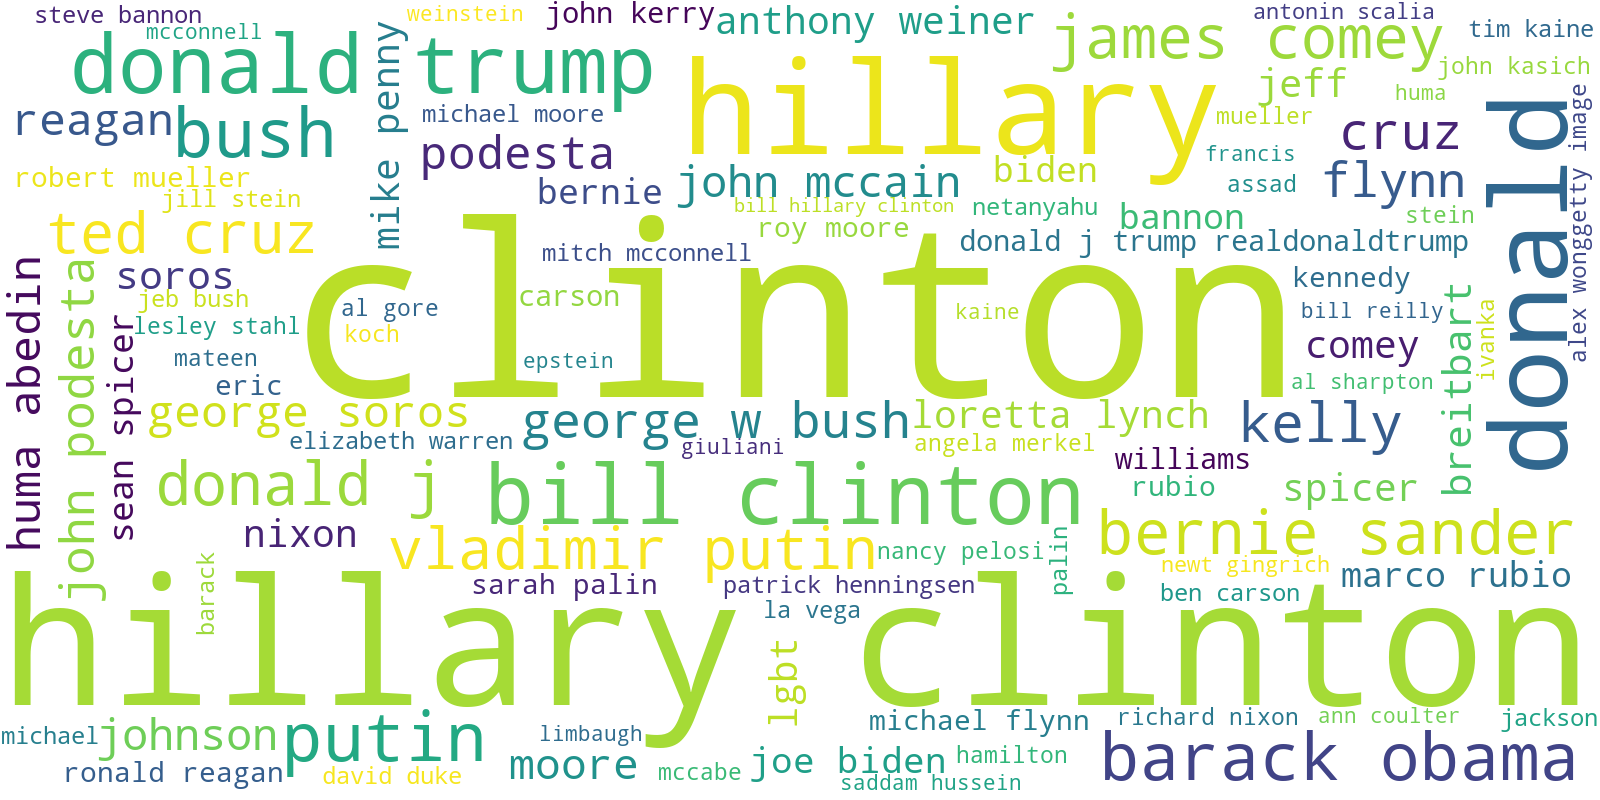 steve bannon
weinstein
john kerry
anthony weiner
antonin scalia
mcconnell
donald trump
mike penny
james comey
tim kaine
hillary
jeff
john kasich
reagan
bush
michael moore
huma
mueller
cruz
donald
alex wonggetty image
podesta
francis
robert mueller
jill stein
bernie
john mccain
biden
assad
flynn
ted cruz
bill hillary clinton
netanyahu
bannon
stein
roy moore
clinton
mitch mcconnell
donald j trump realdonaldtrump
huma abedin
john podesta
soros
kennedy
jeb bush
al gore
carson
kaine
bill reilly
breitbart
ivanka
sean spicer
lesley stahl
koch
comey
mateen
epstein
eric
al sharpton
george soros
george w bush
loretta lynch
kelly
elizabeth warren
giuliani
angela merkel
williams
donald j
bill clinton
rubio
spicer
nixon
vladimir putin
nancy pelosi
palin
bernie sander
barack
sarah palin
patrick henningsen
newt gingrich
marco rubio
ben carson
la vega
hillary clinton
lgbt
michael
johnson
putin
limbaugh
michael flynn
richard nixon
ann coulter
jackson
ronald reagan
david duke
moore
mccabe
joe biden
hamilton
saddam hussein
barack obama